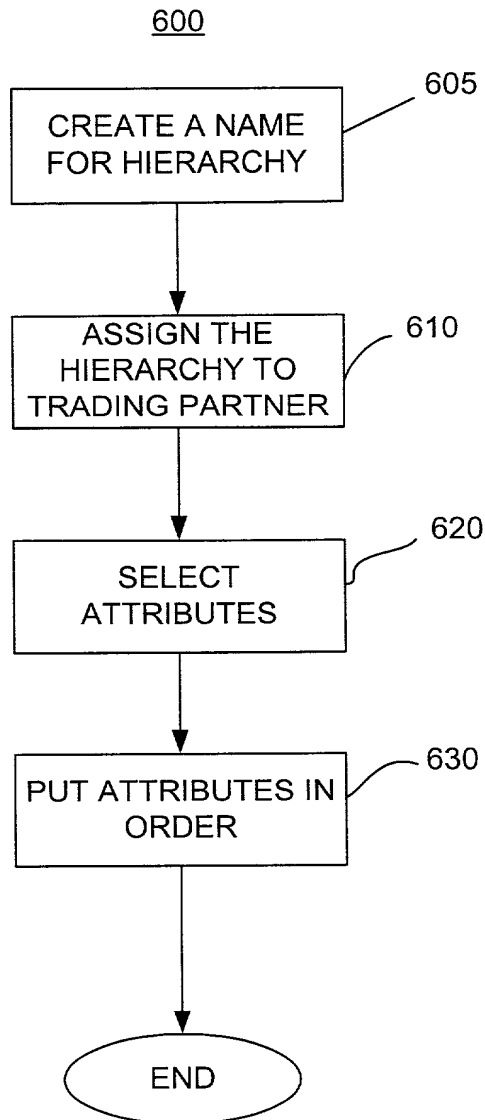 600
605
CREATE A NAME
FOR HIERARCHY
610
ASSIGN THE
HIERARCHY TO
TRADING PARTNER
620
SELECT
ATTRIBUTES
630
PUT ATTRIBUTES IN
ORDER
END